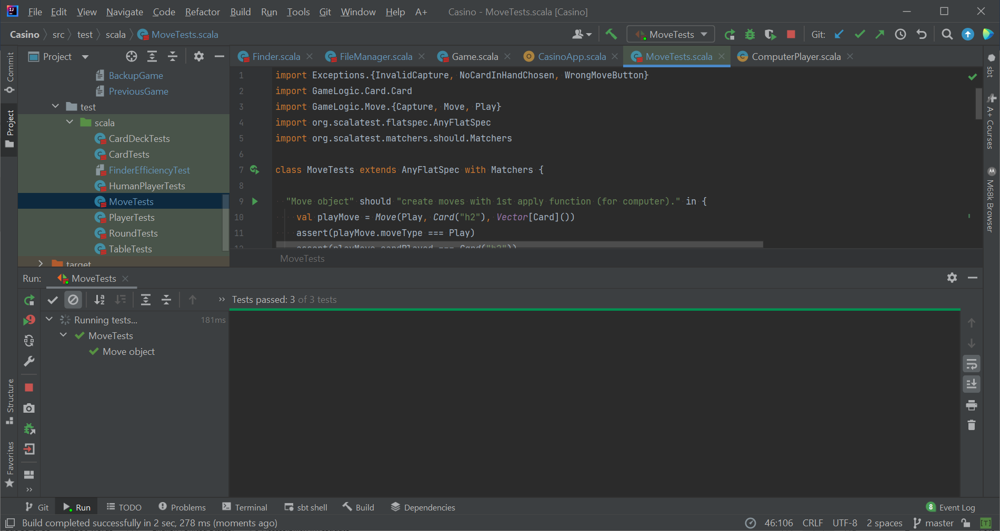 File Edit View Navigate Code Refactor Build Run Tools Git Window Help A+ Casino - MoveTests.scala [Casino]
Casino src test scala MoveTests.scala MoveTests Git:
Project Finder.scala FileManager.scala Game.scala CasinoApp.scala MoveTests.scala ComputerPlayer.scala
Commit
Project
Structure
Favorites
BackupGame
PreviousGame
test
scala
CardDeckTests
CardTests
FinderEfficiencyTest
HumanPlayerTests
MoveTests
PlayerTests
RoundTests
TableTests
target
1 import Exceptions.{InvalidCapture, NoCardInHandChosen, WrongMoveButton}
2 import GameLogic.Card.Card
3 import GameLogic.Move.{Capture, Move, Play}
4 import org.scalatest.flatspec.AnyFlatSpec
5 import org.scalatest.matchers.should.Matchers
6
7 class MoveTests extends AnyFlatSpec with Matchers {
8
9 "Move object" should "create moves with 1st apply function (for computer)." in {
10 val playMove = Move(Play, Card("h2"), Vector[Card]())
11 assert(playMove.moveType === Play)
12 assert(playMove.cardPlayed === Card("h2"))
MoveTests
sbt
A+ Courses
M68k Browser
Run: MoveTests
Tests passed: 3 of 3 tests
Running tests... 181ms
MoveTests
Move object
Git Run TODO Problems Terminal sbt shell Build Dependencies 8 Event Log
Build completed successfully in 2 sec, 278 ms (moments ago) 46:106 CRLF UTF-8 2 spaces master [T]